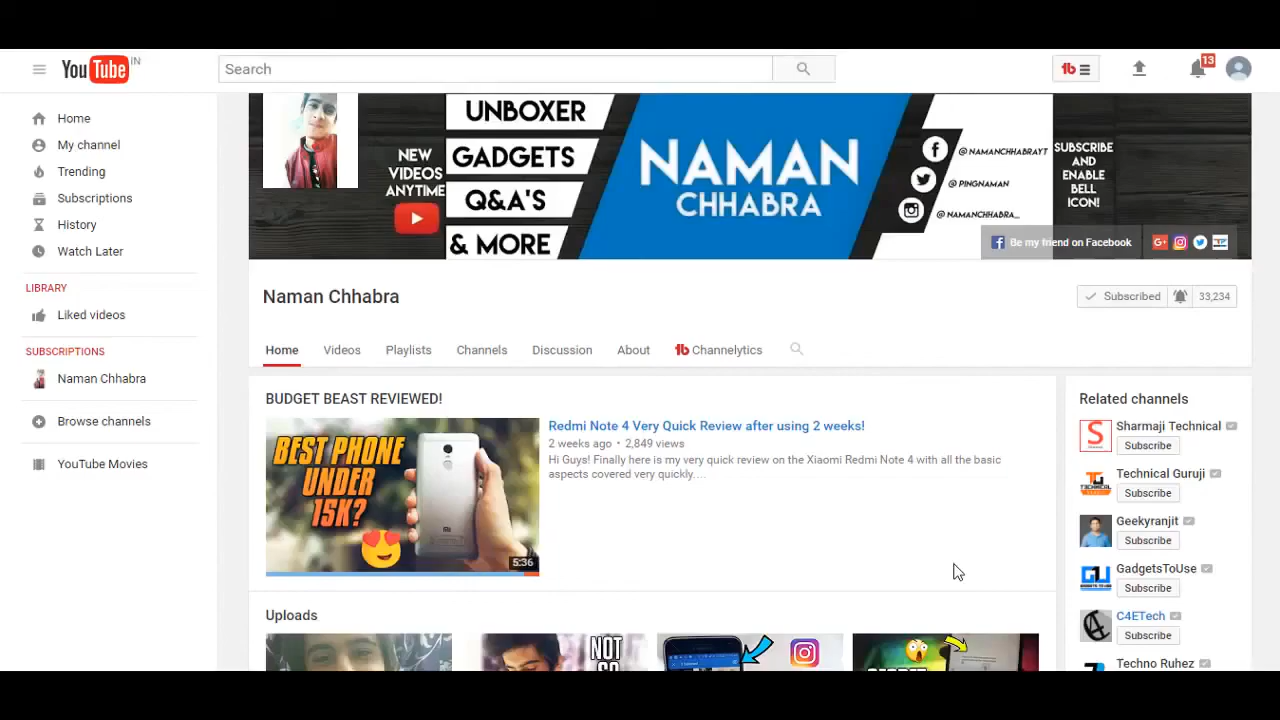 YouTube IN
Search
13
Home
My channel
Trending
Subscriptions
History
Watch Later
LIBRARY
Liked videos
SUBSCRIPTIONS
Naman Chhabra
Browse channels
YouTube Movies
NEW
VIDEOS
ANYTIME
UNBOXER
GADGETS
Q&A'S
& MORE
NAMAN
CHHABRA
@NAMANCHHABRAYT
@PINGNAMAN
@NAMANCHHABRA_
SUBSCRIBE
AND
ENABLE
BELL
ICON!
Be my friend on Facebook
Naman Chhabra
Subscribed 33,234
Home Videos Playlists Channels Discussion About Channelytics
BUDGET BEAST REVIEWED!
BEST PHONE
UNDER
15K?
5:36
Redmi Note 4 Very Quick Review after using 2 weeks!
2 weeks ago • 2,849 views
Hi Guys! Finally here is my very quick review on the Xiaomi Redmi Note 4 with all the basic
aspects covered very quickly....
Uploads
NOT
Related channels
Sharmaji Technical
Subscribe
Technical Guruji
Subscribe
Geekyranjit
Subscribe
GadgetsToUse
Subscribe
C4ETech
Subscribe
Techno Ruhez